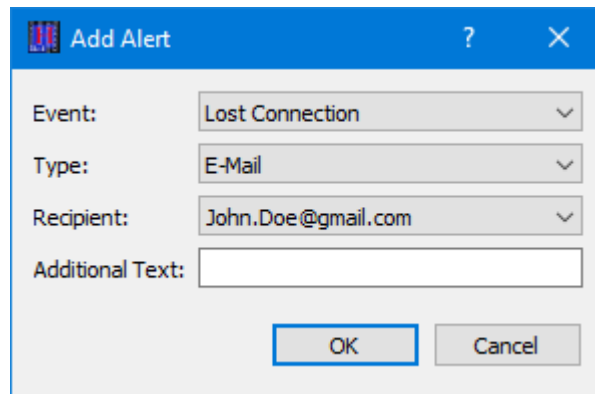 Add Alert ?
Event: Lost Connection
Type: E-Mail
Recipient: John.Doe@gmail.com
Additional Text:
OK Cancel